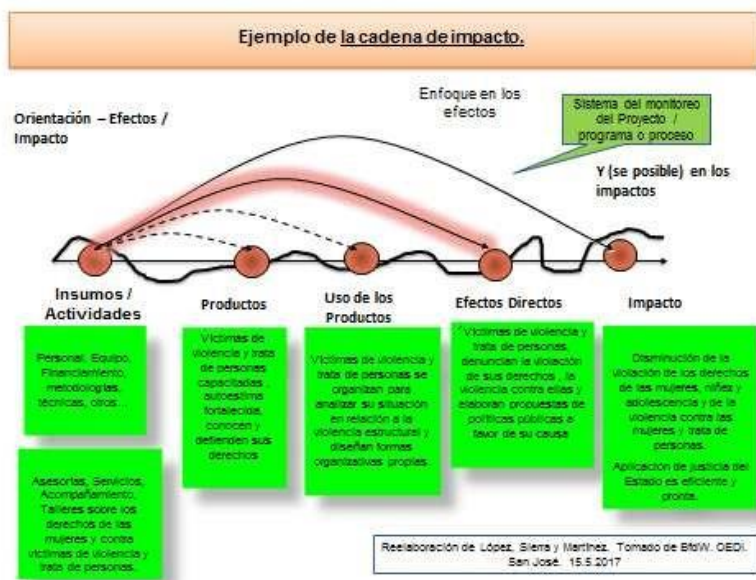 Ejemplo de la cadena de impacto.
Orientación – Efectos /
Impacto
Enfoque en los
efectos
Sistema del monitoreo
del Proyecto /
programa o proceso
Y (se posible) en los
impactos
Insumos /
Actividades
Productos
Uso de los
Productos
Efectos Directos
Impacto
Personal, Equipo,
Financiamiento,
metodologías,
técnicas, otros...
Asesorías, Servicios,
Acompañamiento,
Talleres sobre los
derechos de las
mujeres y contra
víctimas de violencia y
trata de personas.
Víctimas de
violencia y trata
de personas
capacitadas ,
autoestima
fortalecida,
conocen y
defienden sus
derechos
Víctimas de violencia y
trata de personas se
organizan para
analizar su situación
en relación a la
violencia estructural y
diseñan formas
organizativas propias.
Víctimas de violencia y
trata de personas,
denuncian la violación
de sus derechos , la
violencia contra ellas y
elaboran propuestas de
políticas públicas a
favor de su causa
Disminución de la
violación de los derechos
de las mujeres, niñez y
adolescencia y de la
violencia contra las
mujeres y trata de
personas.
Aplicación de justicia del
Estado es eficiente y
pronta.
Reelaboración de López, Sierra y Martínez. Tomado de BfdW. OEDI.
San José. 15.5.2017